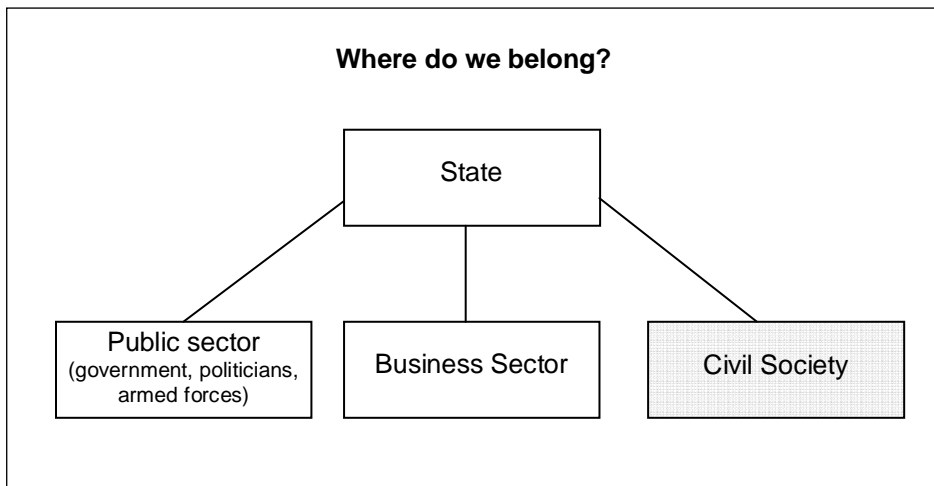 Where do we belong?
State
Public sector
(government, politicians,
armed forces)
Business Sector
Civil Society